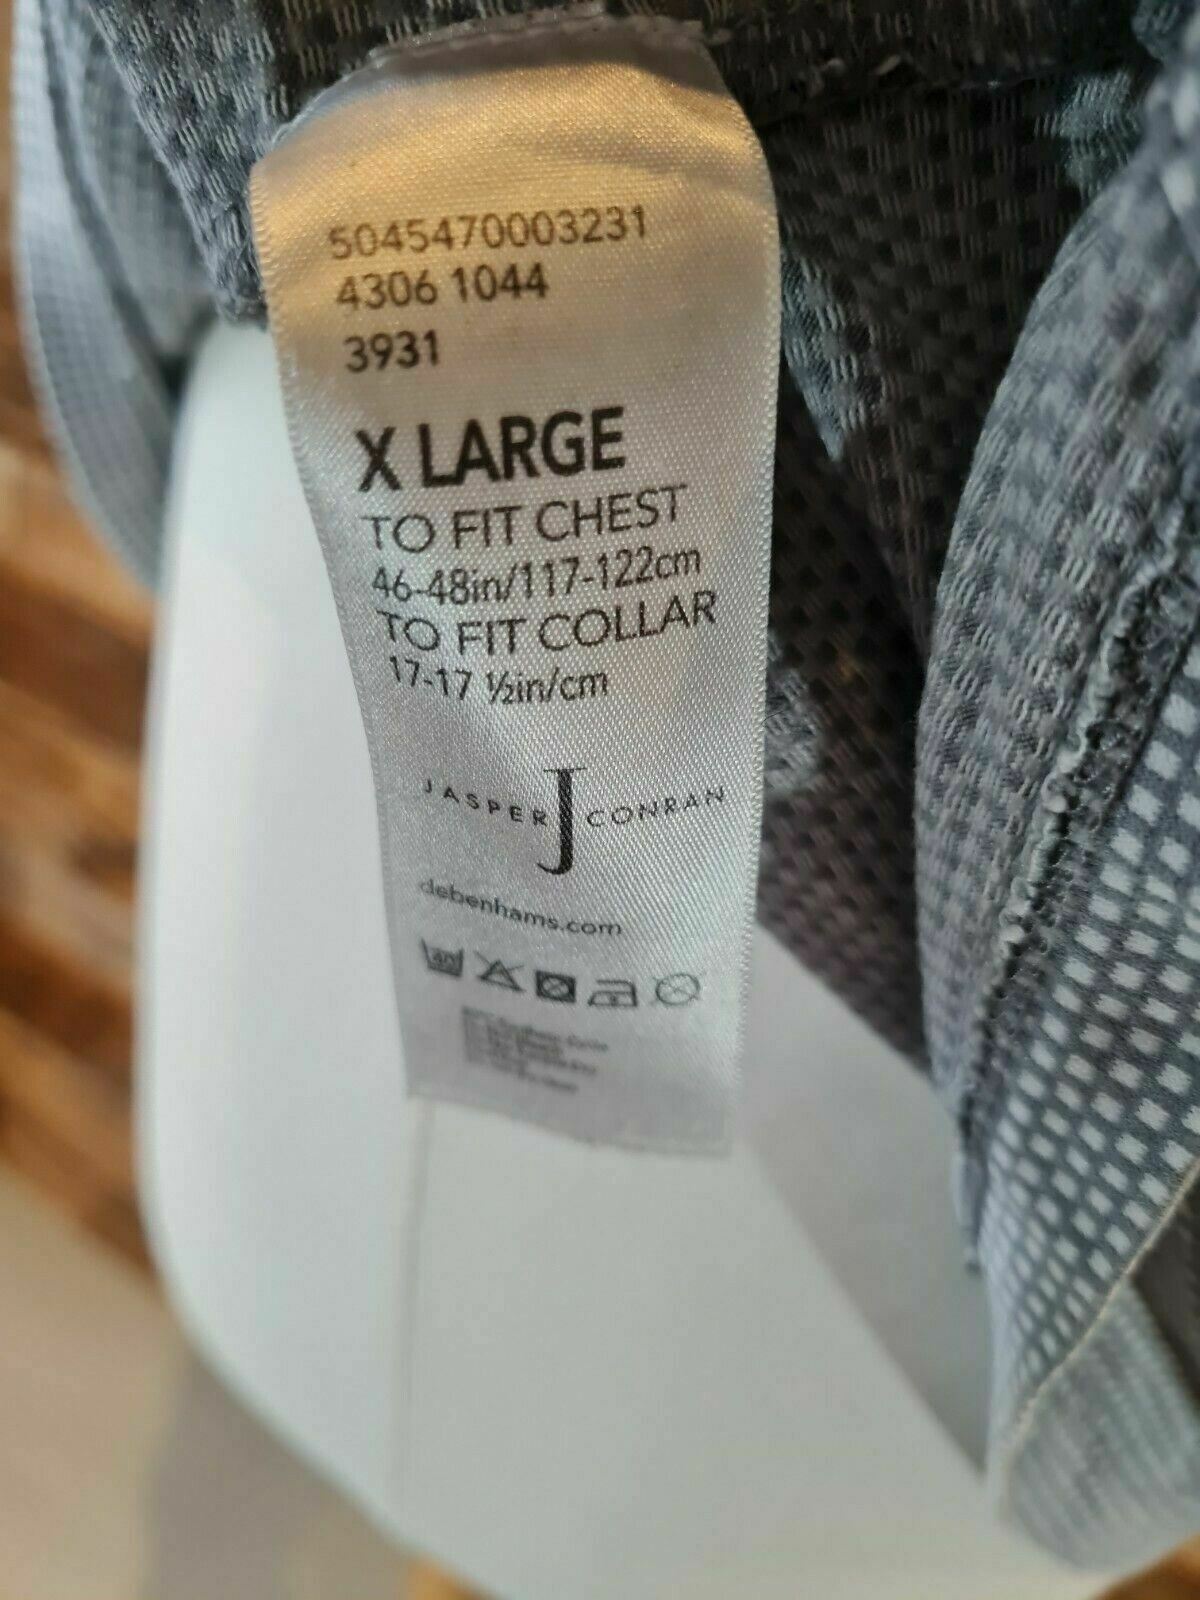 5045470003231
4306 1044
3931
X LARGE
TO FIT CHEST
46-48in/117-122cm
TO FIT COLLAR
17-17 ½in/cm
JASPER J CONRAN
debenhams.com
40